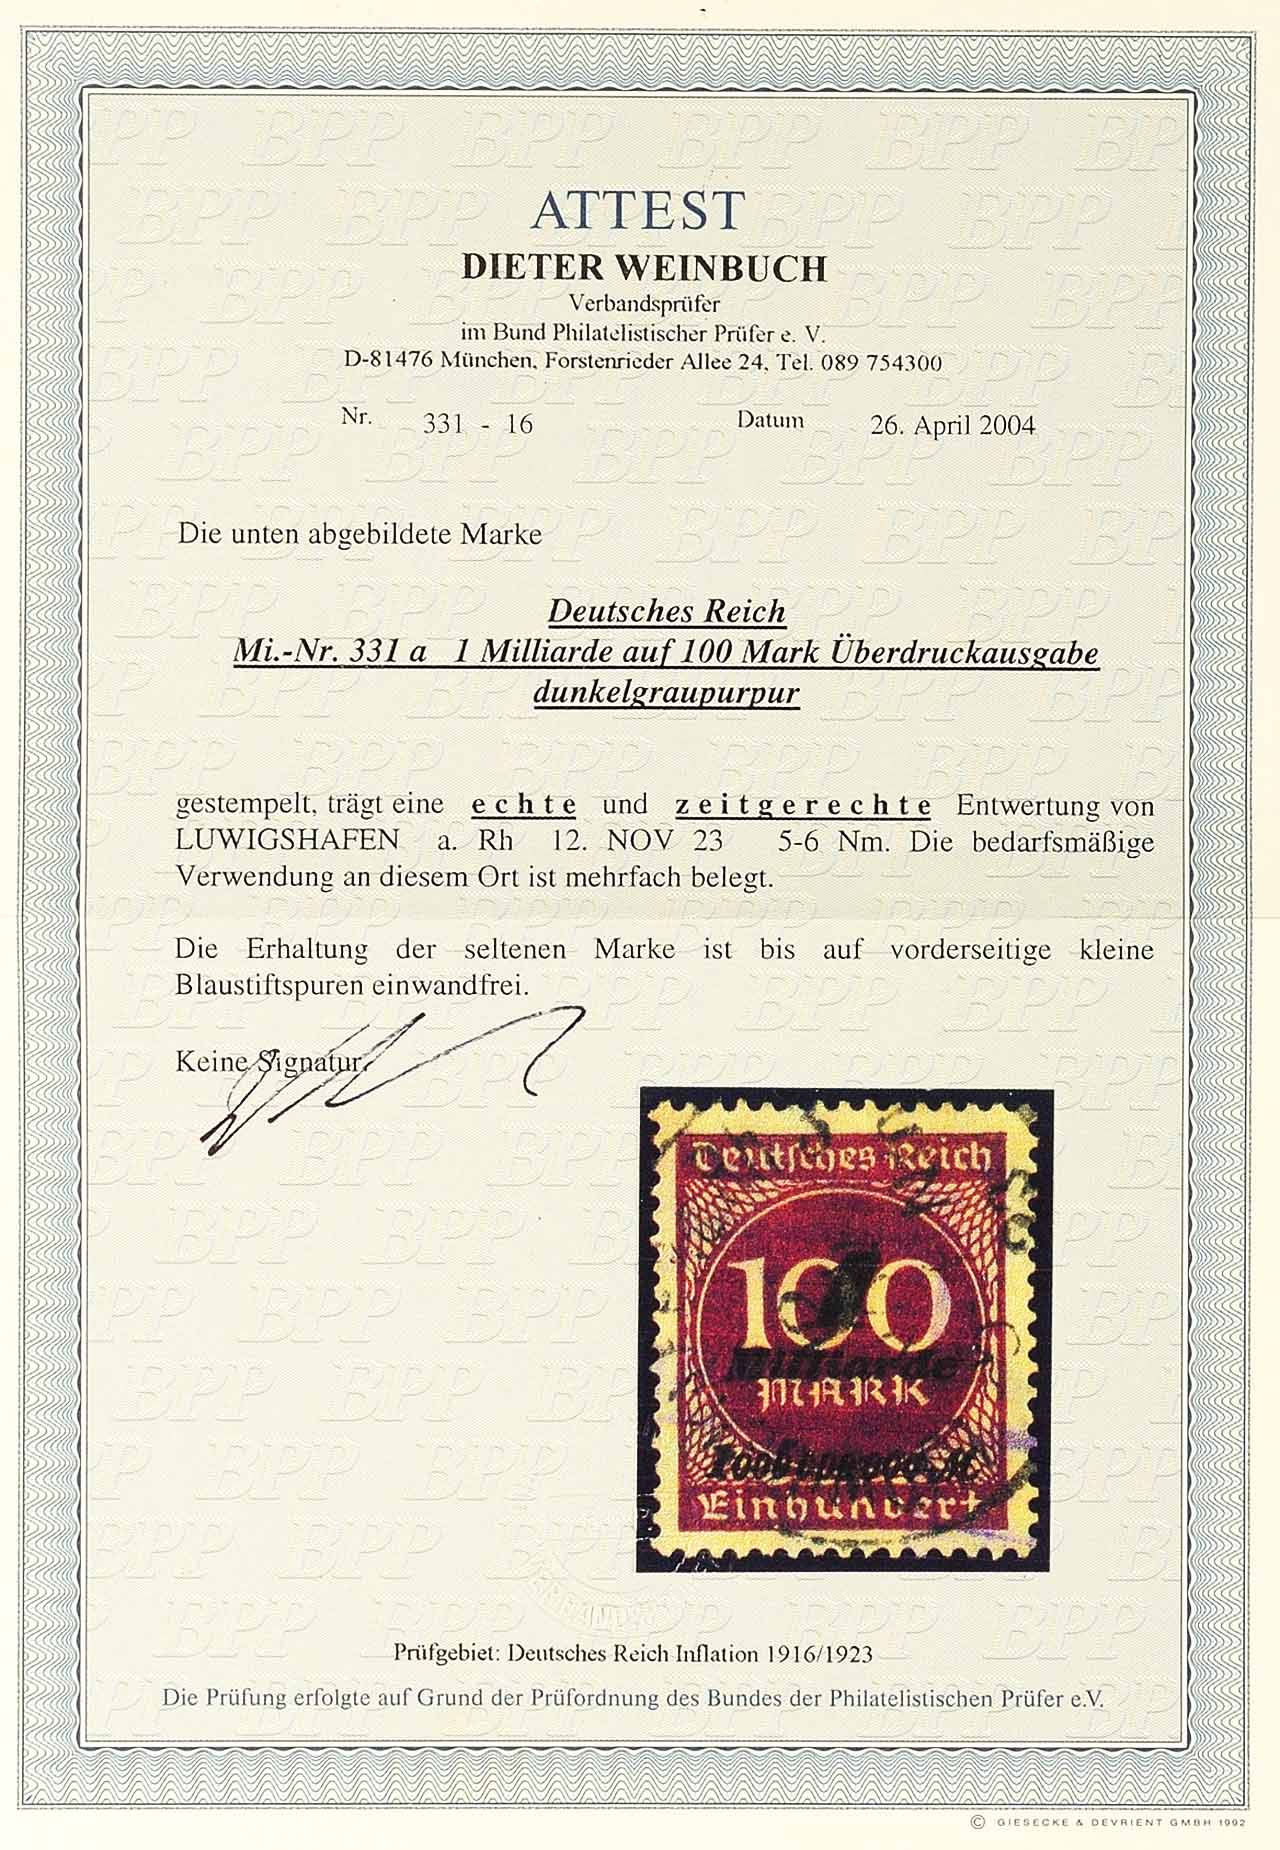 ATTEST
DIETER WEINBUCH
Verbandsprüfer
im Bund Philatelistischer Prüfer e. V.
D-81476 München, Forstenrieder Allee 24, Tel. 089 754300
Nr. 331 - 16 Datum 26. April 2004
Die unten abgebildete Marke
Deutsches Reich
Mi.-Nr. 331 a 1 Milliarde auf 100 Mark Überdruckausgabe
dunkelgraupurpur
gestempelt, trägt eine echte und zeitgerechte Entwertung von
LUWIGSHAFEN a. Rh 12. NOV 23 5-6 Nm. Die bedarfsmäßige
Verwendung an diesem Ort ist mehrfach belegt.
Die Erhaltung der seltenen Marke ist bis auf vorderseitige kleine
Blaustiftspuren einwandfrei.
Keine Signatur.
Deutsches Reich
100
1
Milliarde
MARK
Einhundert
Prüfgebiet: Deutsches Reich Inflation 1916/1923
Die Prüfung erfolgte auf Grund der Prüfordnung des Bundes der Philatelistischen Prüfer e.V.
© GIESECKE & DEVRIENT GMBH 1992